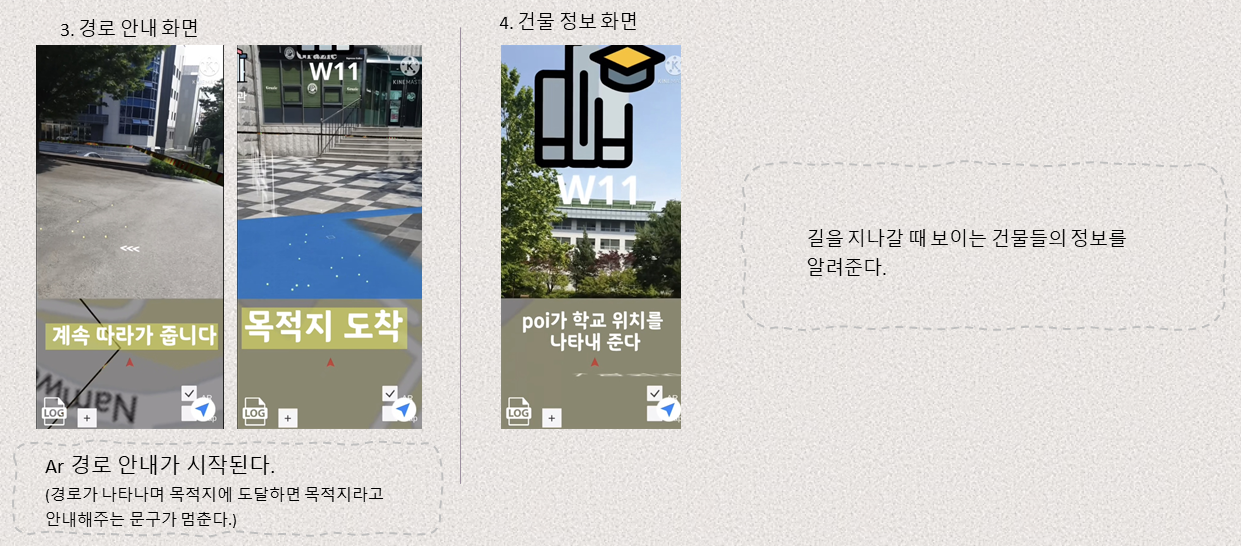 3. 경로 안내 화면
W11
계속 따라가 줍니다
LOG
+
목적지 도착
LOG
+
Ar 경로 안내가 시작된다.
(경로가 나타나며 목적지에 도달하면 목적지라고
안내해주는 문구가 멈춘다.)
4. 건물 정보 화면
W11
poi가 학교 위치를
나타내 준다
LOG
+
길을 지나갈 때 보이는 건물들의 정보를
알려준다.